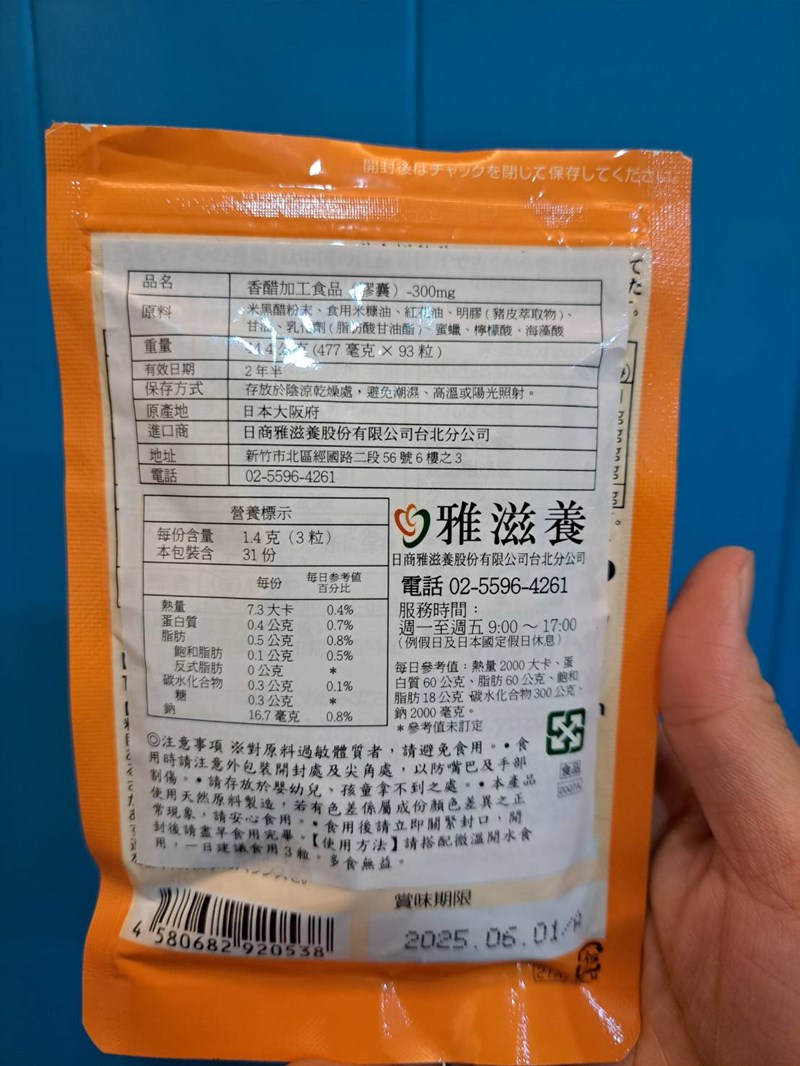 開封後はチャックを閉じて保存してください。
品名 香醋加工食品（膠囊）-300mg
原料 米黑醋粉末、食用米糠油、紅花油、明膠（豬皮萃取物）、
甘油、乳化劑（脂肪酸甘油酯）、蜜蠟、檸檬酸、海藻酸
重量 44.4公克（477 毫克 × 93 粒）
有效日期 2 年半
保存方式 存放於陰涼乾燥處，避免潮濕、高溫或陽光照射。
原產地 日本大阪府
進口商 日商雅滋養股份有限公司台北分公司
地址 新竹市北區經國路二段 56 號 6 樓之 3
電話 02-5596-4261
營養標示
每份含量 1.4 克（3 粒）
本包裝含 31 份
每份 每日參考值
百分比
熱量 7.3 大卡 0.4%
蛋白質 0.4 公克 0.7%
脂肪 0.5 公克 0.8%
飽和脂肪 0.1 公克 0.5%
反式脂肪 0 公克 *
碳水化合物 0.3 公克 0.1%
糖 0.3 公克 *
鈉 16.7 毫克 0.8%
雅滋養
日商雅滋養股份有限公司台北分公司
電話 02-5596-4261
服務時間：
週一至週五 9:00 ～ 17:00
（例假日及日本國定假日休息）
每日參考值：熱量 2000 大卡、蛋
白質 60 公克、脂肪 60 公克、飽和
脂肪 18 公克、碳水化合物 300 公克、
鈉 2000 毫克。
* 參考值未訂定
食品
◎注意事項 ※對原料過敏體質者，請避免食用。• 食
用時請注意外包裝開封處及尖角處，以防嘴巴及手部
割傷。• 請存放於嬰幼兒、孩童拿不到之處。• 本產品
使用天然原料製造，若有色差係屬成份顏色差異之正
常現象，請安心食用。• 食用後請立即關緊封口，開
封後請盡早食用完畢。【使用方法】請搭配微溫開水食
用，一日建議食用 3 粒，多食無益。
賞味期限
2025.06.01/A
4 580682 920538